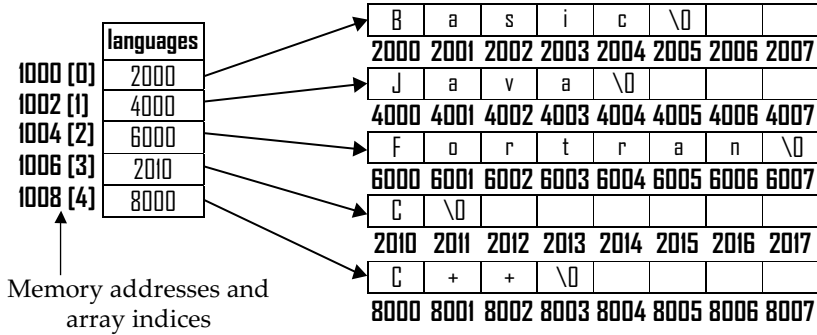 B a s i c \0
languages
2000 2001 2002 2003 2004 2005 2006 2007
1000 [0] 2000
J a v a \0
1002 [1] 4000
4000 4001 4002 4003 4004 4005 4006 4007
1004 [2] 6000
F o r t r a n \0
1006 [3] 2010
6000 6001 6002 6003 6004 6005 6006 6007
1008 [4] 8000
C \0
2010 2011 2012 2013 2014 2015 2016 2017
C + + \0
8000 8001 8002 8003 8004 8005 8006 8007
Memory addresses and
array indices